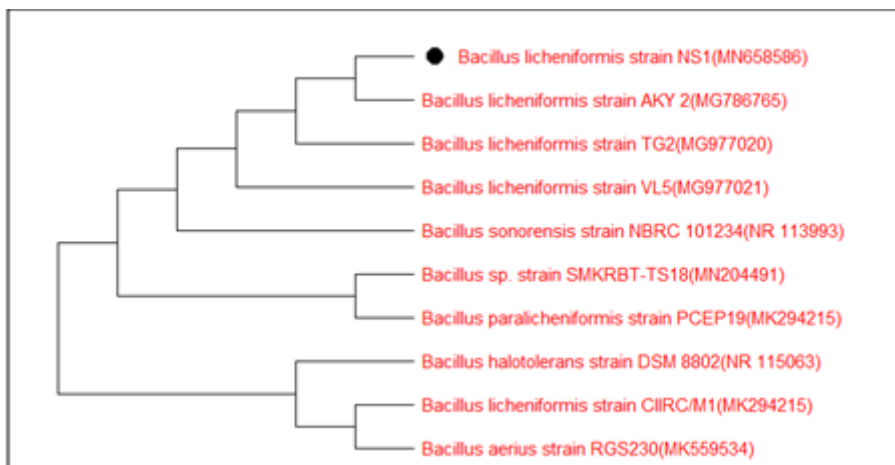 Bacillus licheniformis strain NS1(MN658586)
Bacillus licheniformis strain AKY 2(MG786765)
Bacillus licheniformis strain TG2(MG977020)
Bacillus licheniformis strain VL5(MG977021)
Bacillus sonorensis strain NBRC 101234(NR 113993)
Bacillus sp. strain SMKRBT-TS18(MN204491)
Bacillus paralicheniformis strain PCEP19(MK294215)
Bacillus halotolerans strain DSM 8802(NR 115063)
Bacillus licheniformis strain CIIRC/M1(MK294215)
Bacillus aerius strain RGS230(MK559534)